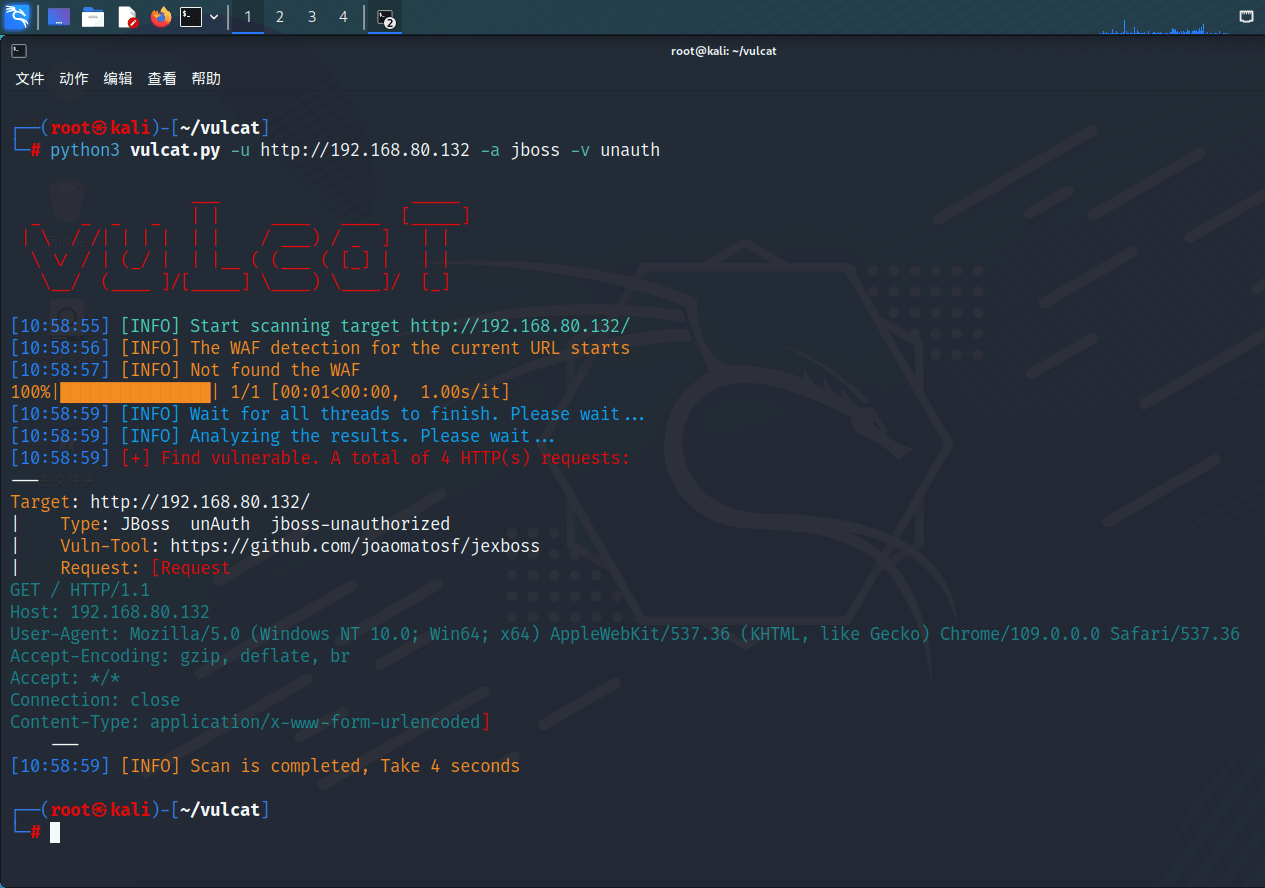 1 2 3 4 2
root@kali: ~/vulcat
文件 动作 编辑 查看 帮助
┌──(root㉿kali)-[~/vulcat]
└─# python3 vulcat.py -u http://192.168.80.132 -a jboss -v unauth
vulcaT
[10:58:55] [INFO] Start scanning target http://192.168.80.132/
[10:58:56] [INFO] The WAF detection for the current URL starts
[10:58:57] [INFO] Not found the WAF
100%|███████████████| 1/1 [00:01<00:00,  1.00s/it]
[10:58:59] [INFO] Wait for all threads to finish. Please wait...
[10:58:59] [INFO] Analyzing the results. Please wait...
[10:58:59] [+] Find vulnerable. A total of 4 HTTP(s) requests:
---
Target: http://192.168.80.132/
|    Type: JBoss  unAuth  jboss-unauthorized
|    Vuln-Tool: https://github.com/joaomatosf/jexboss
|    Request: [Request
GET / HTTP/1.1
Host: 192.168.80.132
User-Agent: Mozilla/5.0 (Windows NT 10.0; Win64; x64) AppleWebKit/537.36 (KHTML, like Gecko) Chrome/109.0.0.0 Safari/537.36
Accept-Encoding: gzip, deflate, br
Accept: */*
Connection: close
Content-Type: application/x-www-form-urlencoded]
---
[10:58:59] [INFO] Scan is completed, Take 4 seconds
┌──(root㉿kali)-[~/vulcat]
└─#